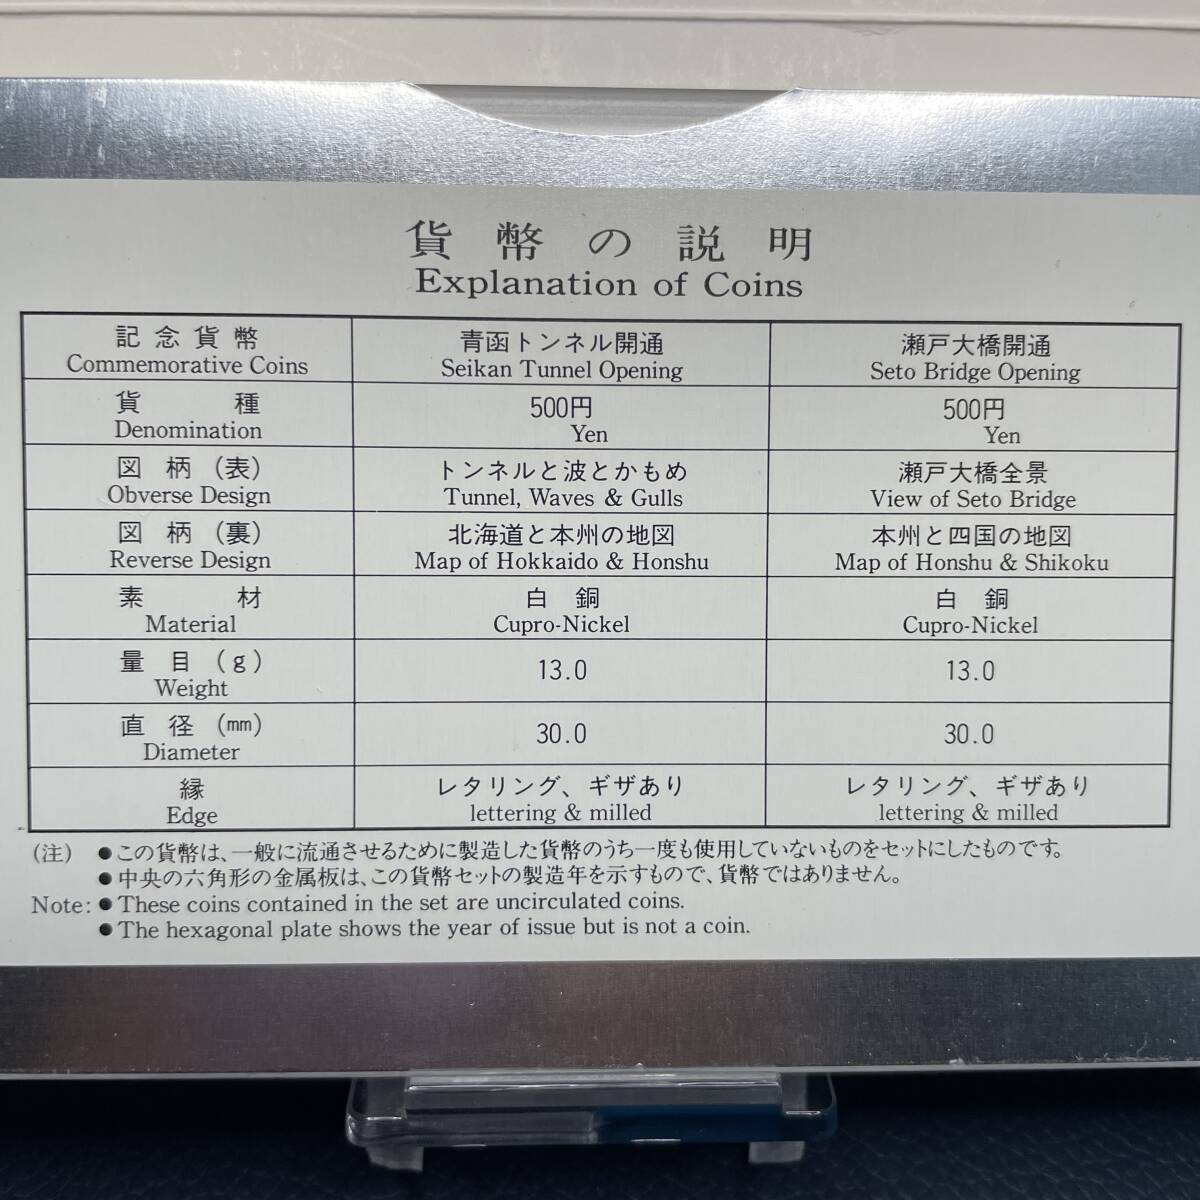 貨幣の説明
Explanation of Coins
記念貨幣
Commemorative Coins
青函トンネル開通
Seikan Tunnel Opening
瀬戸大橋開通
Seto Bridge Opening
貨種
Denomination
500円
Yen
500円
Yen
図柄（表）
Obverse Design
トンネルと波とかもめ
Tunnel, Waves & Gulls
瀬戸大橋全景
View of Seto Bridge
図柄（裏）
Reverse Design
北海道と本州の地図
Map of Hokkaido & Honshu
本州と四国の地図
Map of Honshu & Shikoku
素材
Material
白銅
Cupro-Nickel
白銅
Cupro-Nickel
量目（g）
Weight
13.0
13.0
直径（mm）
Diameter
30.0
30.0
縁
Edge
レタリング、ギザあり
lettering & milled
レタリング、ギザあり
lettering & milled
（注） ●この貨幣は、一般に流通させるために製造した貨幣のうち一度も使用していないものをセットにしたものです。
●中央の六角形の金属板は、この貨幣セットの製造年を示すもので、貨幣ではありません。
Note: ● These coins contained in the set are uncirculated coins.
● The hexagonal plate shows the year of issue but is not a coin.